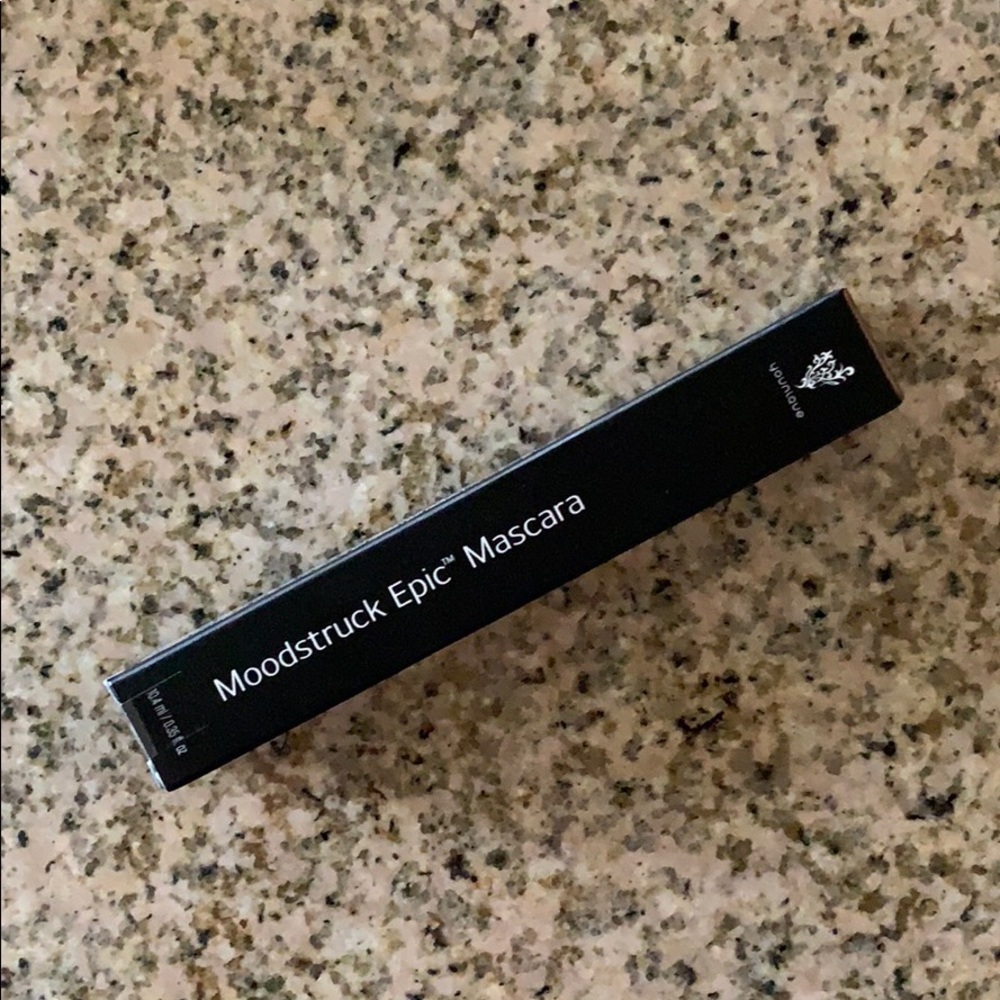 younique
Moodstruck Epic™ Mascara
10.4 ml / 0.35 fl oz